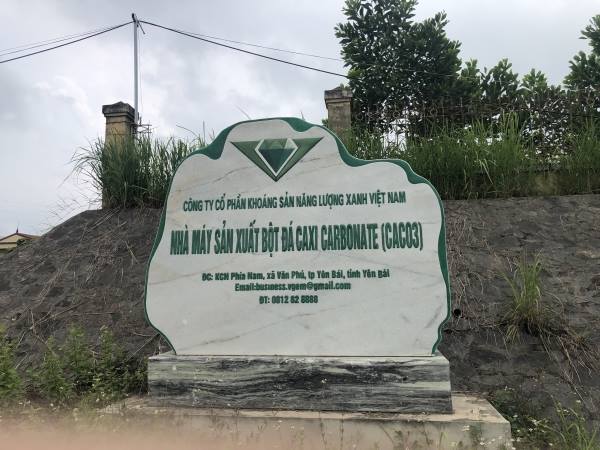 CÔNG TY CỔ PHẦN KHOÁNG SẢN NĂNG LƯỢNG XANH VIỆT NAM
NHÀ MÁY SẢN XUẤT BỘT ĐÁ CAXI CARBONATE (CACO3)
ĐC: KCN Phía Nam, xã Văn Phú, tp Yên Bái, tỉnh Yên Bái
Email:busıness.vgem@gmail.com
ĐT: 0812 62 8888